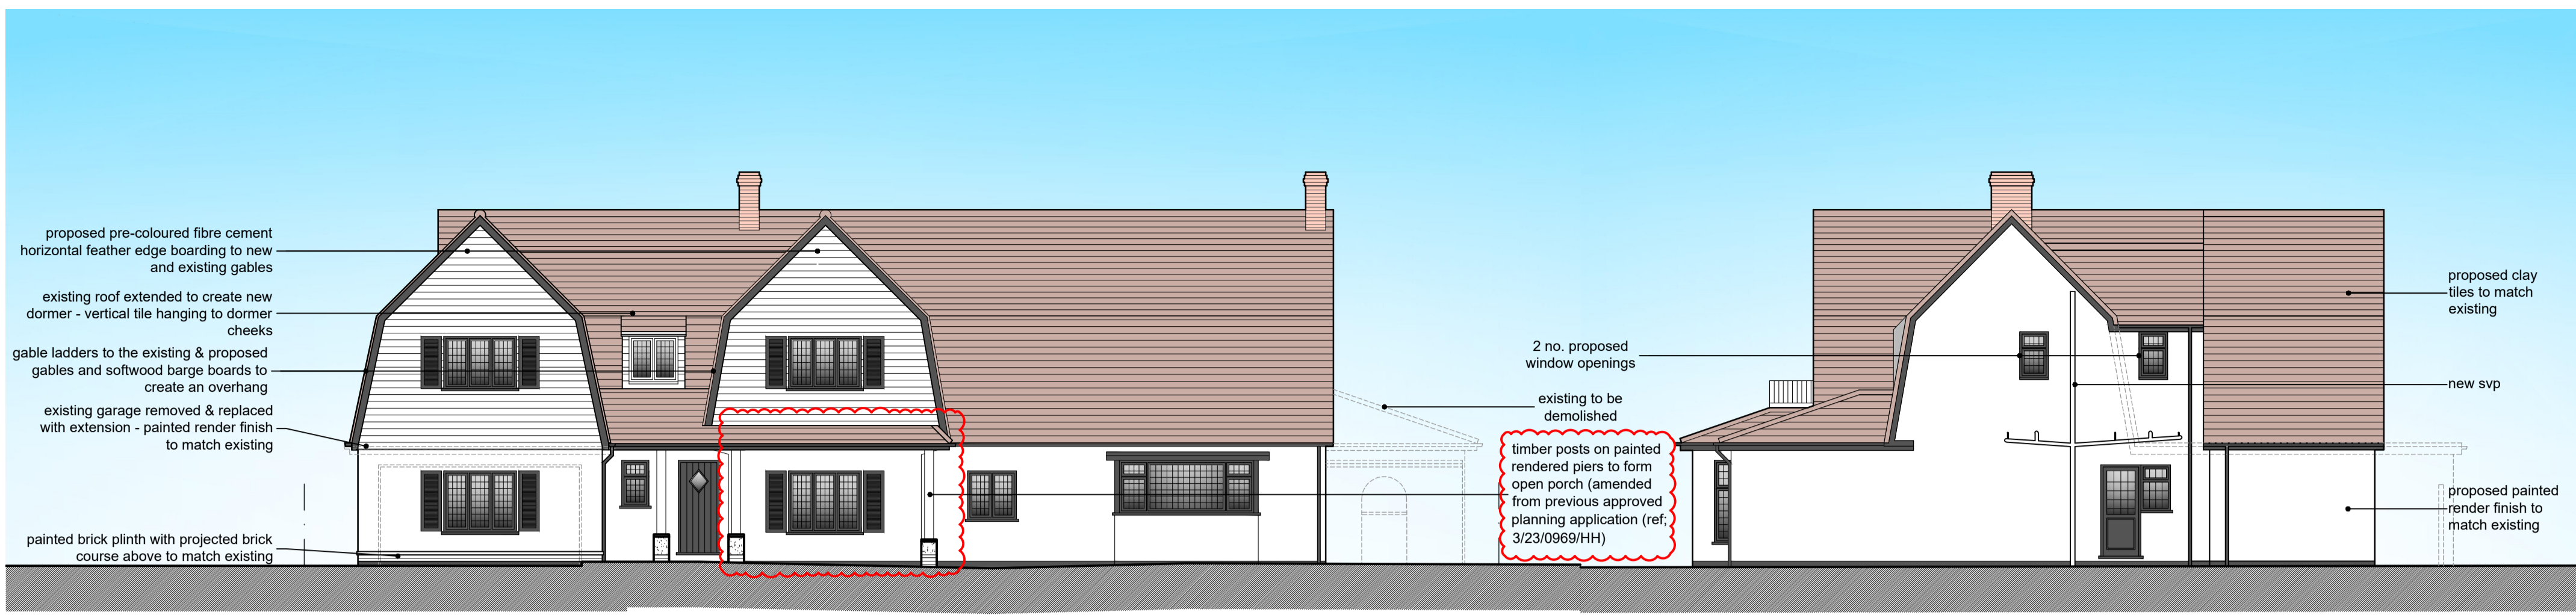 proposed pre-coloured fibre cement
horizontal feather edge boarding to new
and existing gables
existing roof extended to create new
dormer - vertical tile hanging to dormer
cheeks
gable ladders to the existing & proposed
gables and softwood barge boards to
create an overhang
existing garage removed & replaced
with extension - painted render finish
to match existing
painted brick plinth with projected brick
course above to match existing
2 no. proposed
window openings
existing to be
demolished
timber posts on painted
rendered piers to form
open porch (amended
from previous approved
planning application (ref;
3/23/0969/HH)
proposed clay
tiles to match
existing
new svp
proposed painted
render finish to
match existing